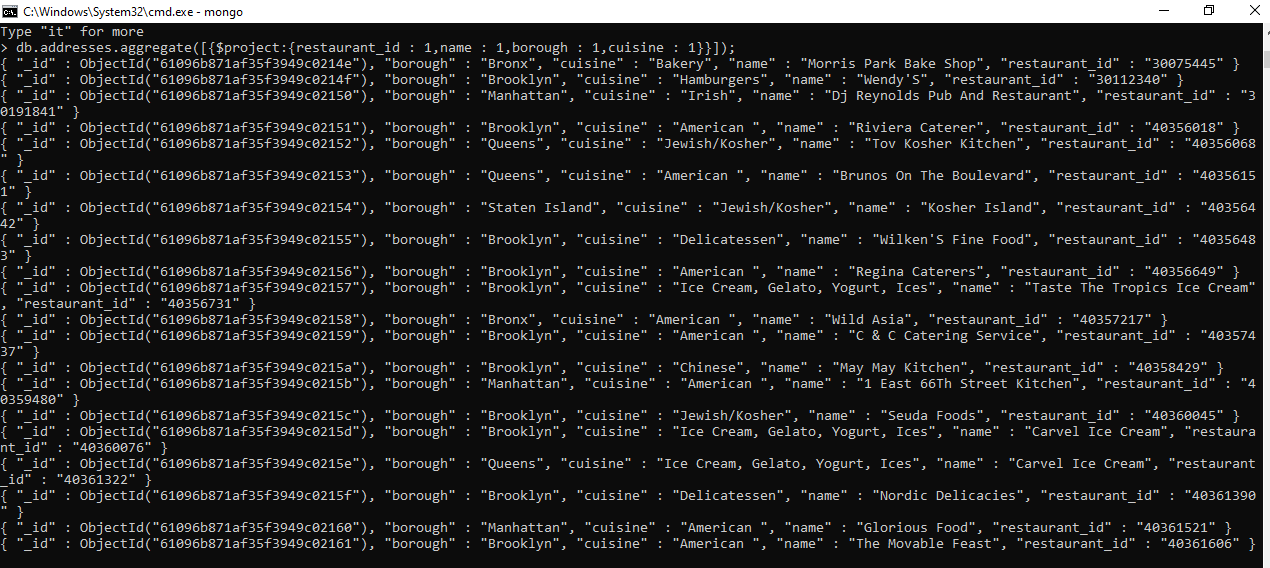 C:\Windows\System32\cmd.exe - mongo
Type "it" for more
> db.addresses.aggregate([{$project:{restaurant_id : 1,name : 1,borough : 1,cuisine : 1}}]);
{ "_id" : ObjectId("61096b871af35f3949c0214e"), "borough" : "Bronx", "cuisine" : "Bakery", "name" : "Morris Park Bake Shop", "restaurant_id" : "30075445" }
{ "_id" : ObjectId("61096b871af35f3949c0214f"), "borough" : "Brooklyn", "cuisine" : "Hamburgers", "name" : "Wendy'S", "restaurant_id" : "30112340" }
{ "_id" : ObjectId("61096b871af35f3949c02150"), "borough" : "Manhattan", "cuisine" : "Irish", "name" : "Dj Reynolds Pub And Restaurant", "restaurant_id" : "3
0191841" }
{ "_id" : ObjectId("61096b871af35f3949c02151"), "borough" : "Brooklyn", "cuisine" : "American ", "name" : "Riviera Caterer", "restaurant_id" : "40356018" }
{ "_id" : ObjectId("61096b871af35f3949c02152"), "borough" : "Queens", "cuisine" : "Jewish/Kosher", "name" : "Tov Kosher Kitchen", "restaurant_id" : "40356068
" }
{ "_id" : ObjectId("61096b871af35f3949c02153"), "borough" : "Queens", "cuisine" : "American ", "name" : "Brunos On The Boulevard", "restaurant_id" : "4035615
1" }
{ "_id" : ObjectId("61096b871af35f3949c02154"), "borough" : "Staten Island", "cuisine" : "Jewish/Kosher", "name" : "Kosher Island", "restaurant_id" : "403564
42" }
{ "_id" : ObjectId("61096b871af35f3949c02155"), "borough" : "Brooklyn", "cuisine" : "Delicatessen", "name" : "Wilken'S Fine Food", "restaurant_id" : "4035648
3" }
{ "_id" : ObjectId("61096b871af35f3949c02156"), "borough" : "Brooklyn", "cuisine" : "American ", "name" : "Regina Caterers", "restaurant_id" : "40356649" }
{ "_id" : ObjectId("61096b871af35f3949c02157"), "borough" : "Brooklyn", "cuisine" : "Ice Cream, Gelato, Yogurt, Ices", "name" : "Taste The Tropics Ice Cream"
, "restaurant_id" : "40356731" }
{ "_id" : ObjectId("61096b871af35f3949c02158"), "borough" : "Bronx", "cuisine" : "American ", "name" : "Wild Asia", "restaurant_id" : "40357217" }
{ "_id" : ObjectId("61096b871af35f3949c02159"), "borough" : "Brooklyn", "cuisine" : "American ", "name" : "C & C Catering Service", "restaurant_id" : "403574
37" }
{ "_id" : ObjectId("61096b871af35f3949c0215a"), "borough" : "Brooklyn", "cuisine" : "Chinese", "name" : "May May Kitchen", "restaurant_id" : "40358429" }
{ "_id" : ObjectId("61096b871af35f3949c0215b"), "borough" : "Manhattan", "cuisine" : "American ", "name" : "1 East 66Th Street Kitchen", "restaurant_id" : "4
0359480" }
{ "_id" : ObjectId("61096b871af35f3949c0215c"), "borough" : "Brooklyn", "cuisine" : "Jewish/Kosher", "name" : "Seuda Foods", "restaurant_id" : "40360045" }
{ "_id" : ObjectId("61096b871af35f3949c0215d"), "borough" : "Brooklyn", "cuisine" : "Ice Cream, Gelato, Yogurt, Ices", "name" : "Carvel Ice Cream", "restaura
nt_id" : "40360076" }
{ "_id" : ObjectId("61096b871af35f3949c0215e"), "borough" : "Queens", "cuisine" : "Ice Cream, Gelato, Yogurt, Ices", "name" : "Carvel Ice Cream", "restaurant
_id" : "40361322" }
{ "_id" : ObjectId("61096b871af35f3949c0215f"), "borough" : "Brooklyn", "cuisine" : "Delicatessen", "name" : "Nordic Delicacies", "restaurant_id" : "40361390
" }
{ "_id" : ObjectId("61096b871af35f3949c02160"), "borough" : "Manhattan", "cuisine" : "American ", "name" : "Glorious Food", "restaurant_id" : "40361521" }
{ "_id" : ObjectId("61096b871af35f3949c02161"), "borough" : "Brooklyn", "cuisine" : "American ", "name" : "The Movable Feast", "restaurant_id" : "40361606" }